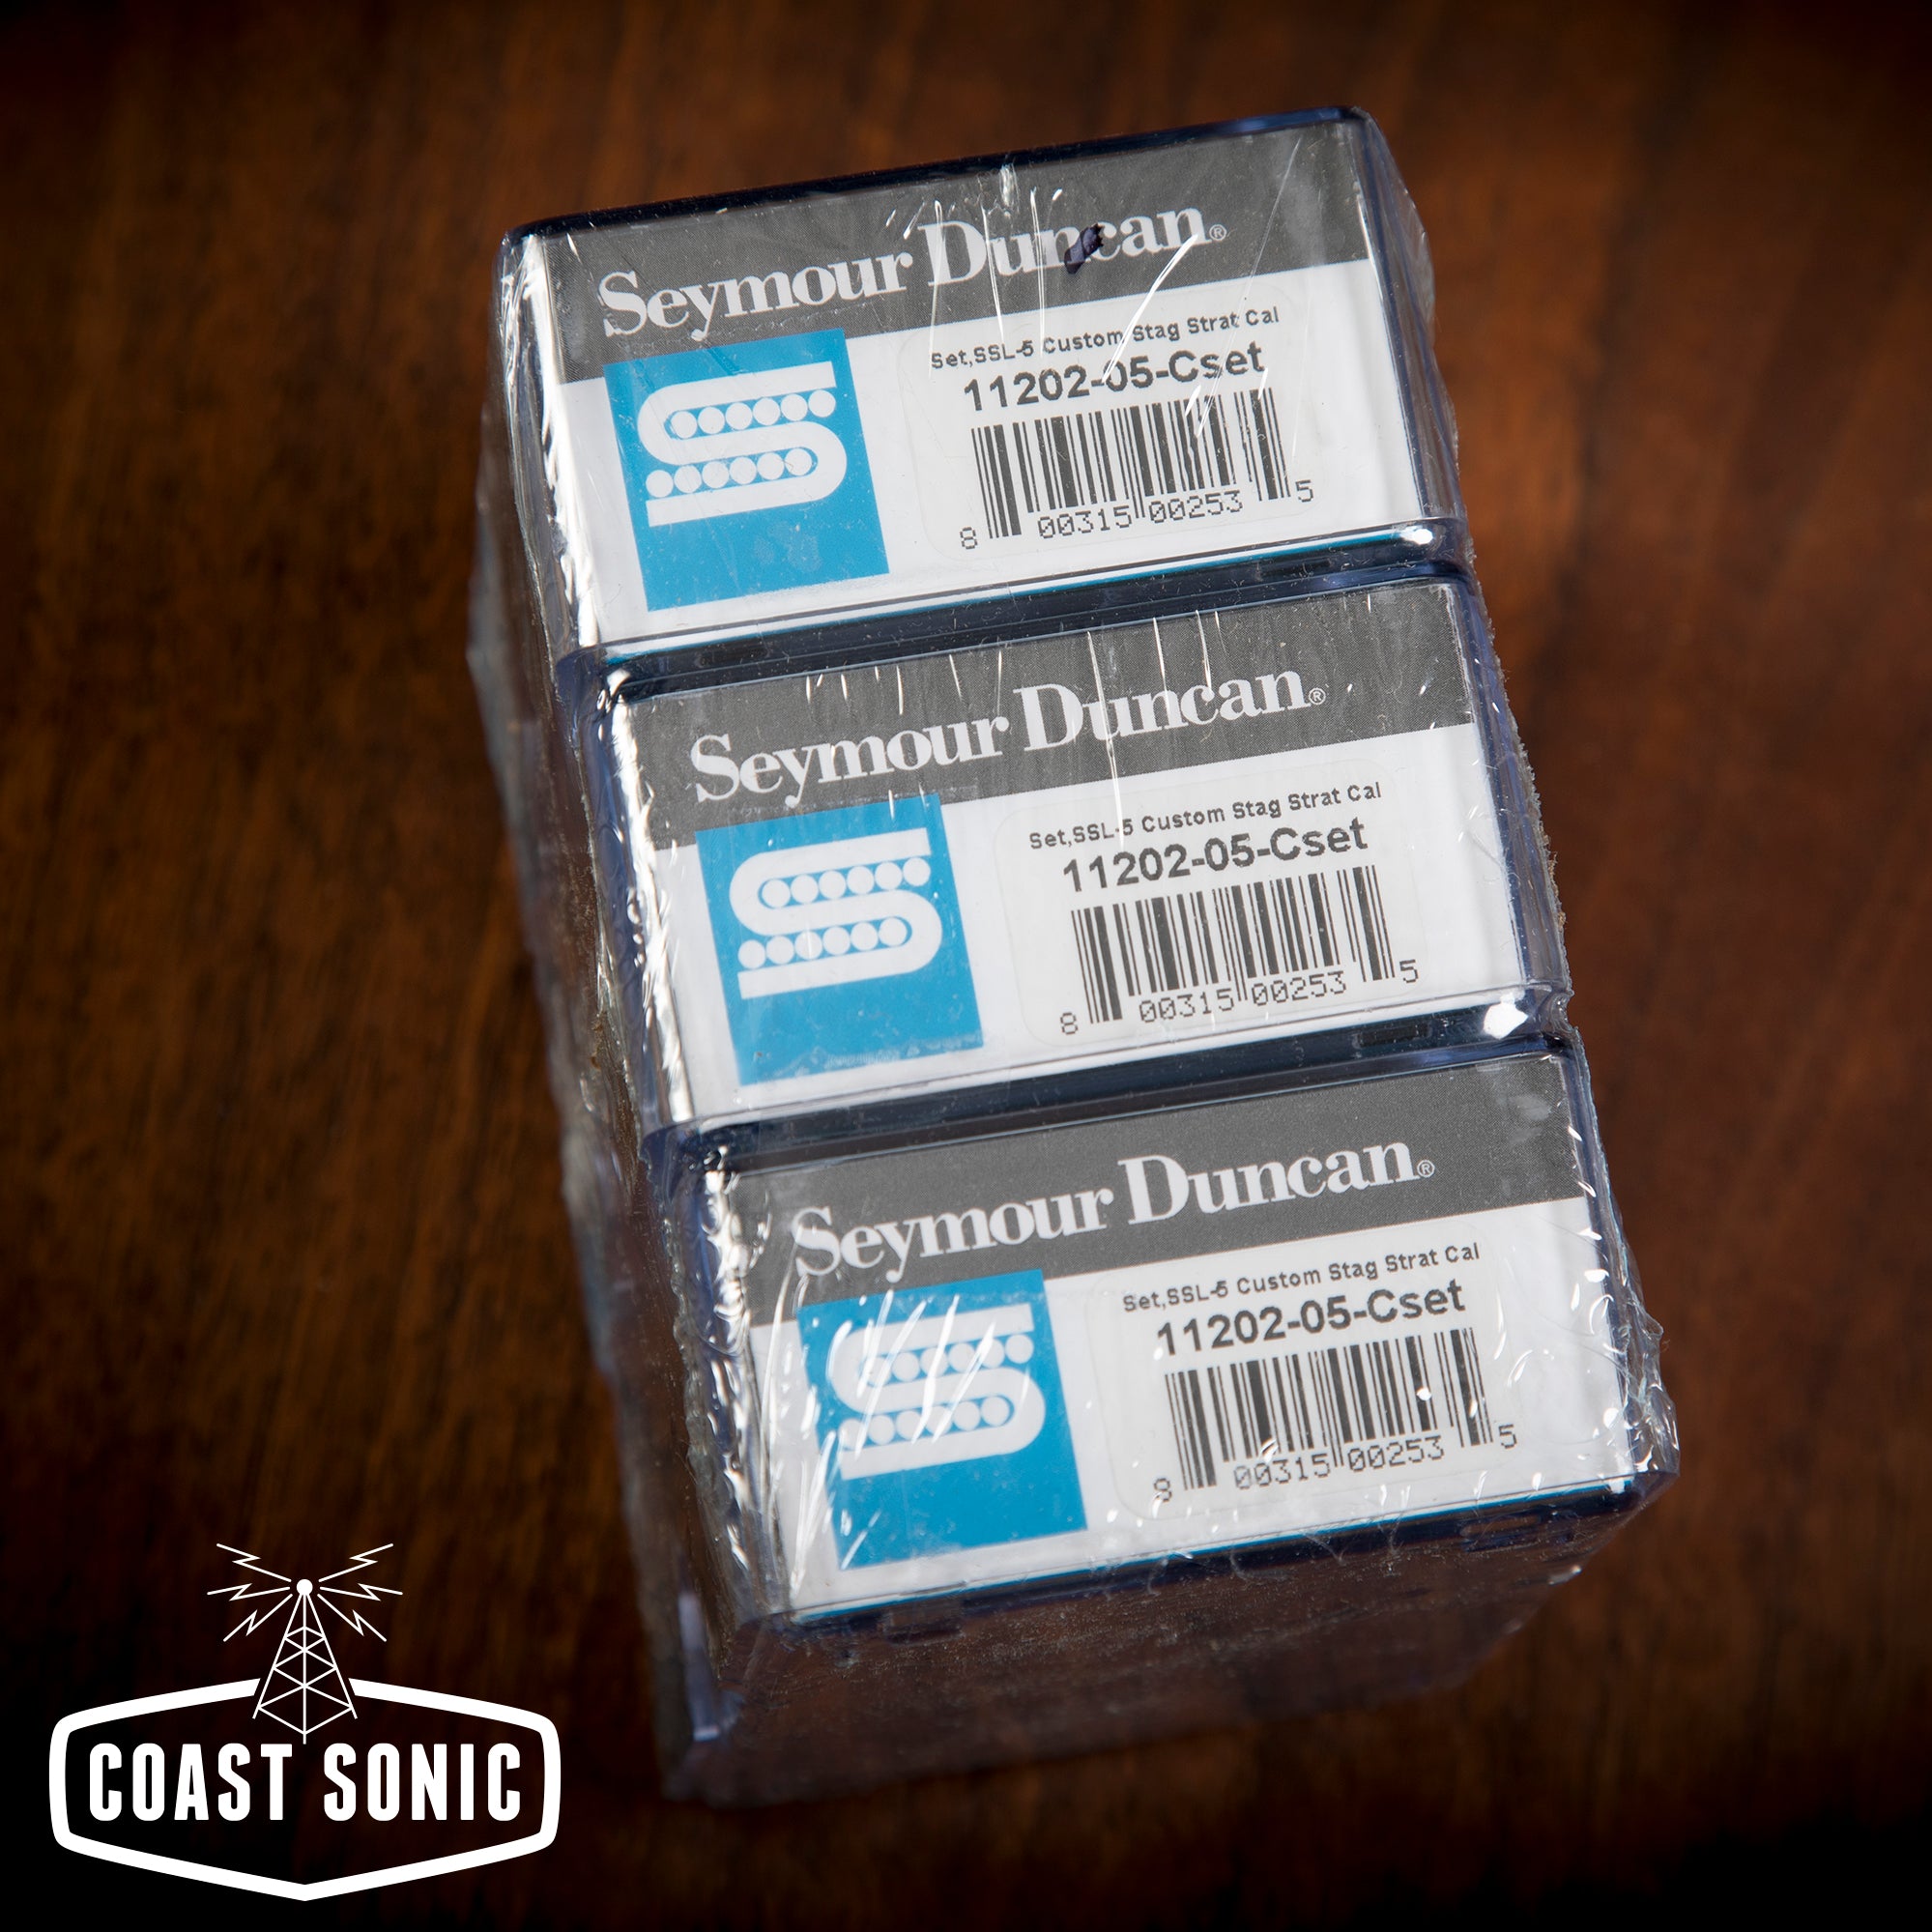 Seymour Duncan®
Set,SSL-5 Custom Stag Strat Cal
11202-05-Cset
8 00315 00253 5
Seymour Duncan®
Set,SSL-5 Custom Stag Strat Cal
11202-05-Cset
8 00315 00253 5
Seymour Duncan®
Set,SSL-5 Custom Stag Strat Cal
11202-05-Cset
8 00315 00253 5
COAST SONIC